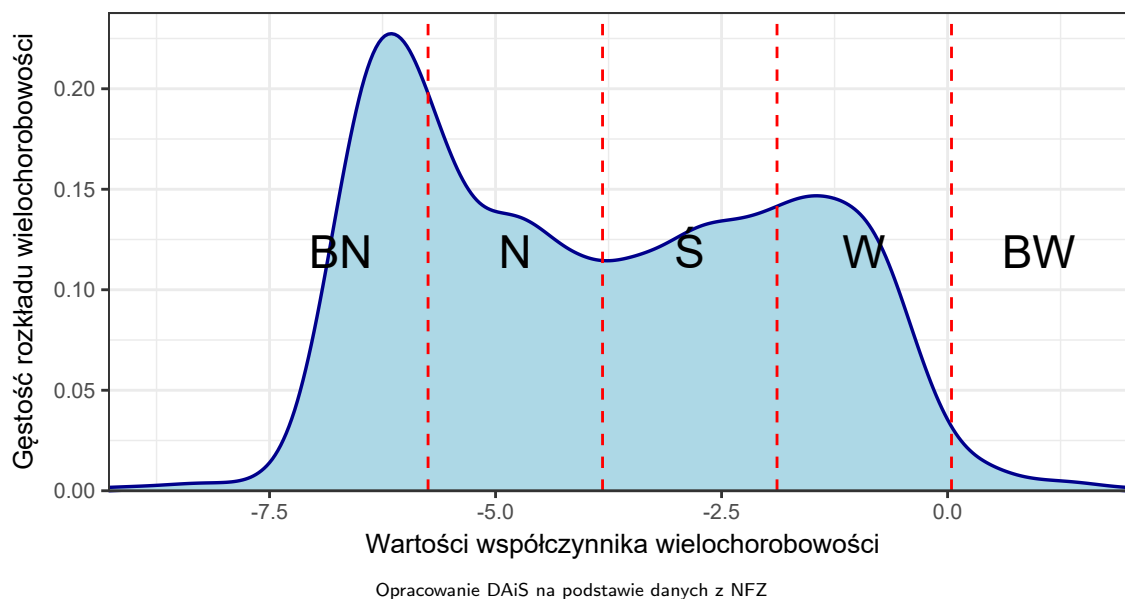 Gęstość rozkładu wielochorobowości
0.20
0.15
0.10
0.05
0.00
BN N Ś W BW
-7.5 -5.0 -2.5 0.0
Wartości współczynnika wielochorobowości
Opracowanie DAiS na podstawie danych z NFZ